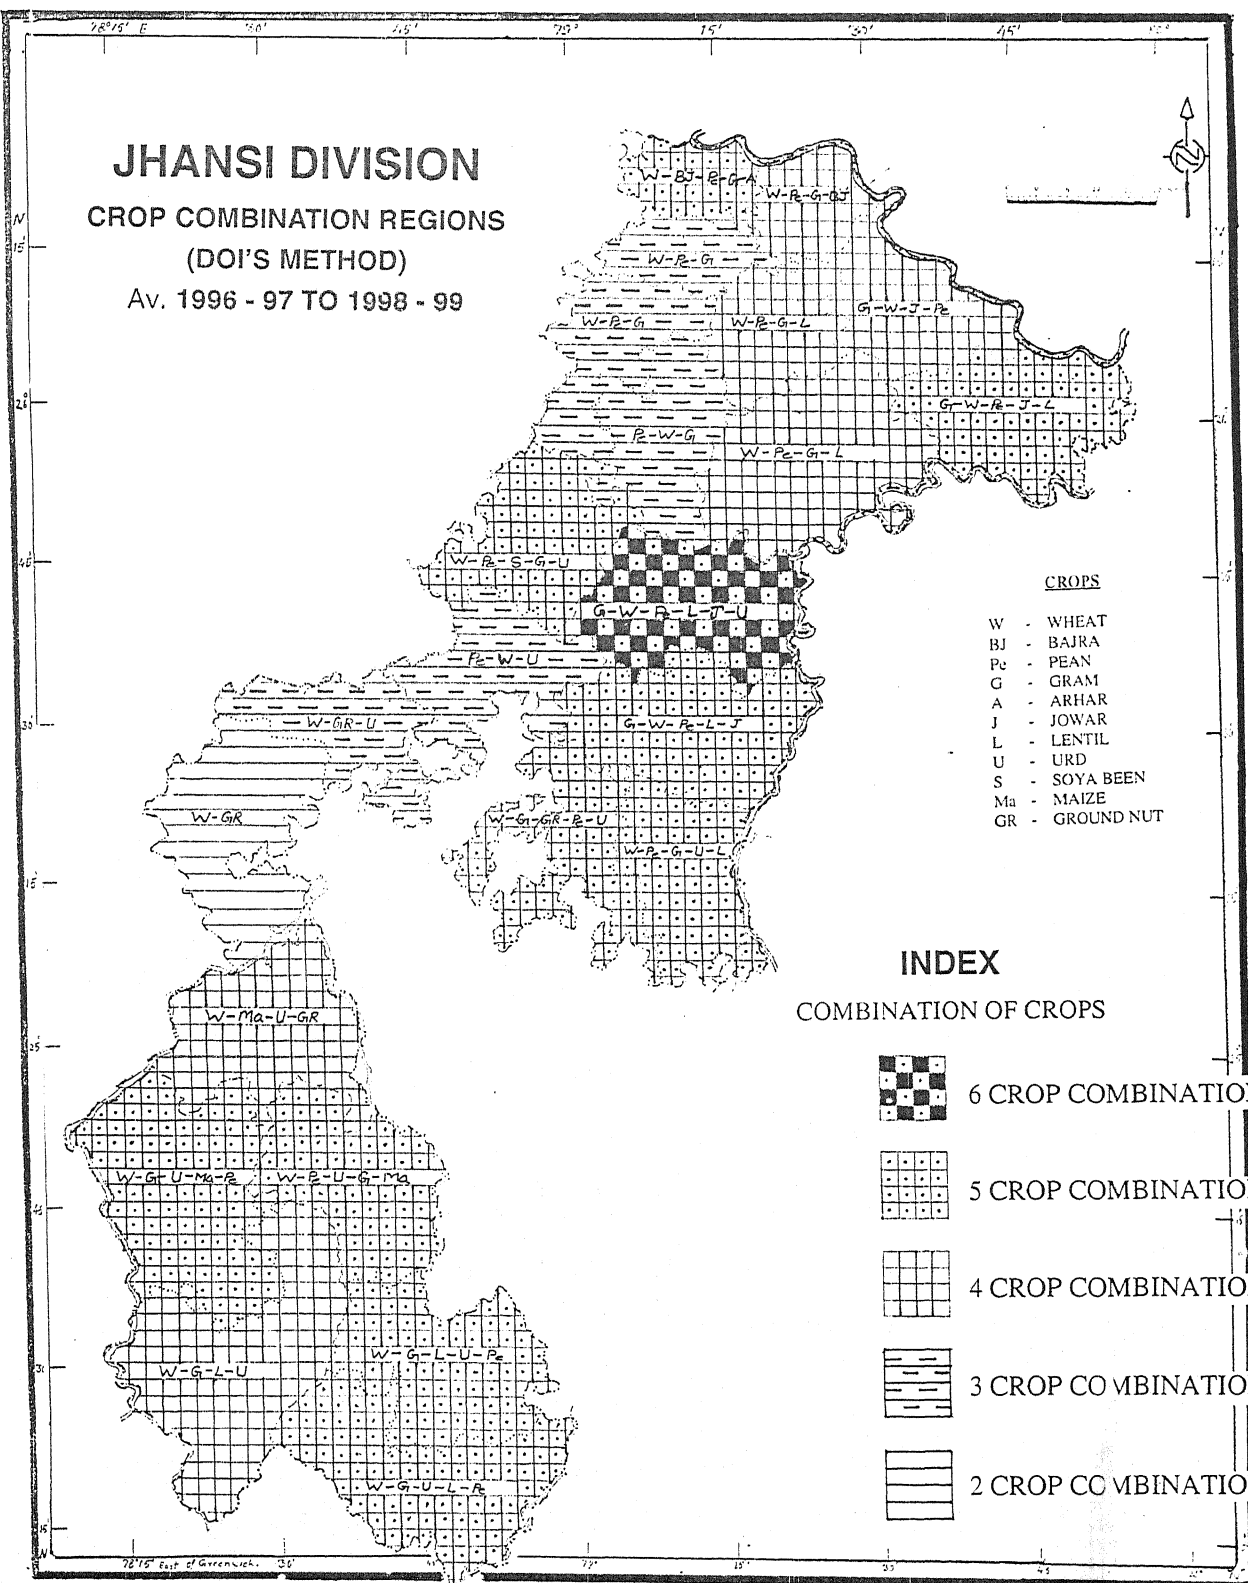 78°15' E 30' 45' 79° 15' 30' 45'
JHANSI DIVISION
CROP COMBINATION REGIONS
(DOI'S METHOD)
Av. 1996 - 97 TO 1998 - 99
N
W-BJ-Pe-G-A
W-Pe-G-BJ
W-Pe-G
G-W-J-Pe
W-Pe-G
W-Pe-G-L
G-W-Pe-J-L
Pe-W-G
W-Pe-G-L
W-Pe-S-G-U
G-W-Pe-L-J-U
Pe-W-U
W-GR-U
G-W-Pe-L-J
W-GR
W-G-GR-Pe-U
W-Pe-G-U-L
W-Ma-U-GR
W-G-U-Ma-Pe
W-Pe-U-G-Ma
W-G-L-U-Pe
W-G-L-U
W-G-U-L-Pe
CROPS
W - WHEAT
BJ - BAJRA
Pe - PEAN
G - GRAM
A - ARHAR
J - JOWAR
L - LENTIL
U - URD
S - SOYA BEEN
Ma - MAIZE
GR - GROUND NUT
INDEX
COMBINATION OF CROPS
6 CROP COMBINATIO
5 CROP COMBINATIO
4 CROP COMBINATIO
3 CROP COMBINATIO
2 CROP COMBINATIO
N
78°15' East of Greenwich. 30' 79° 15'